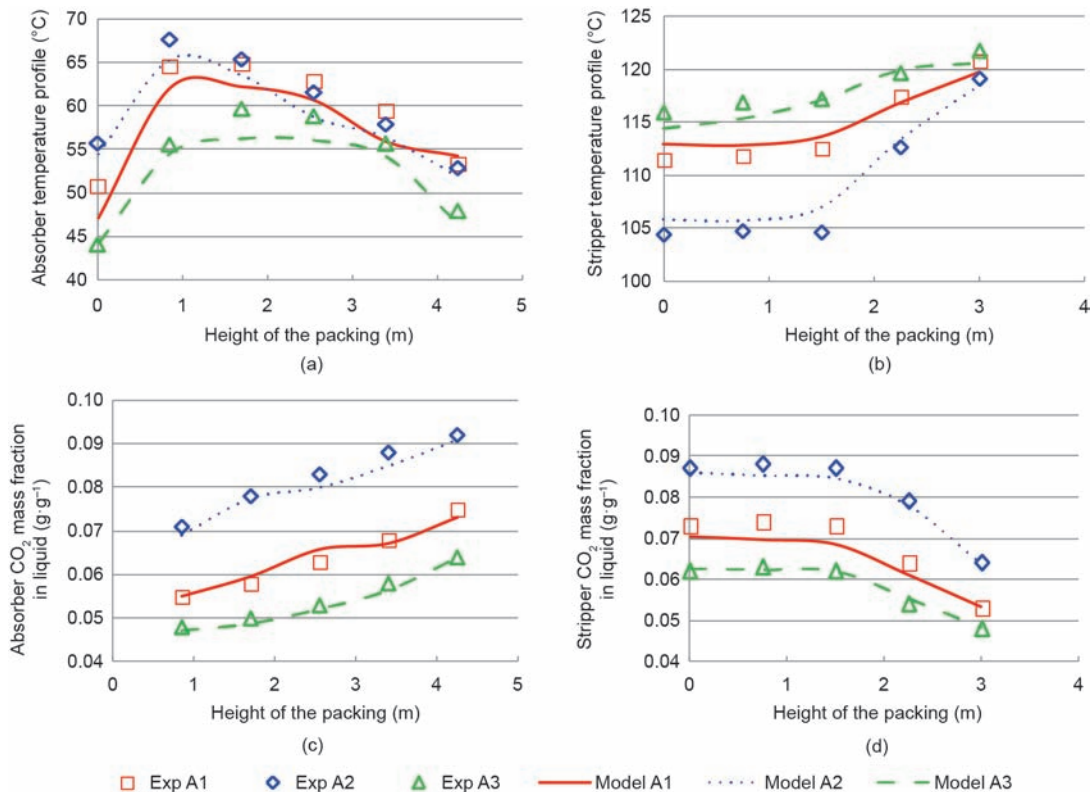 Absorber temperature profile (°C)
70
65
60
55
50
45
40
0 1 2 3 4 5
Height of the packing (m)
(a)
Stripper temperature profile (°C)
125
120
115
110
105
100
0 1 2 3 4
Height of the packing (m)
(b)
Absorber CO₂ mass fraction
in liquid (g·g⁻¹)
0.10
0.09
0.08
0.07
0.06
0.05
0.04
0 1 2 3 4 5
Height of the packing (m)
(c)
Stripper CO₂ mass fraction
in liquid (g·g⁻¹)
0.10
0.09
0.08
0.07
0.06
0.05
0.04
0 1 2 3 4
Height of the packing (m)
(d)
Exp A1 Exp A2 Exp A3 Model A1 Model A2 Model A3